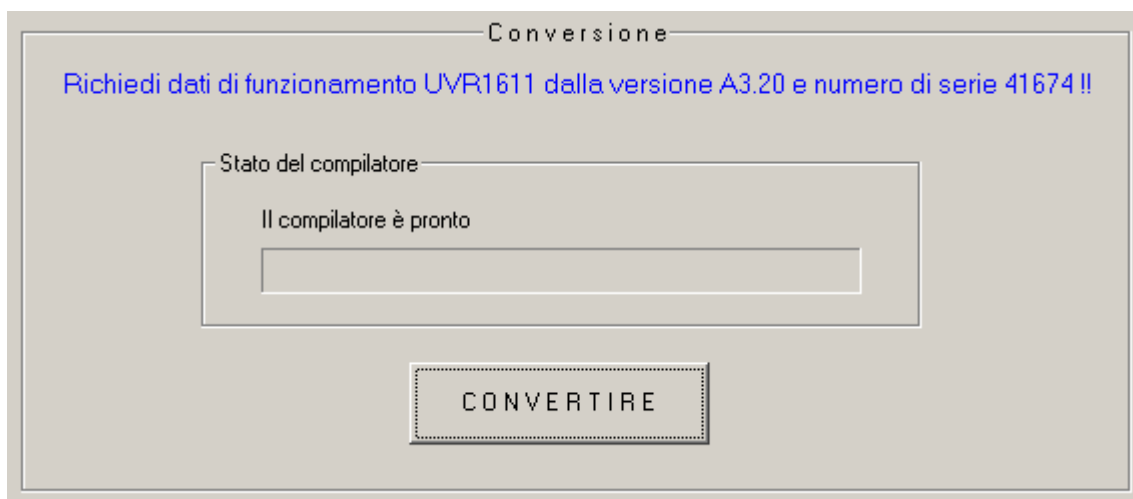 Conversione
Richiedi dati di funzionamento UVR1611 dalla versione A3.20 e numero di serie 41674 !!
Stato del compilatore
Il compilatore è pronto
CONVERTIRE